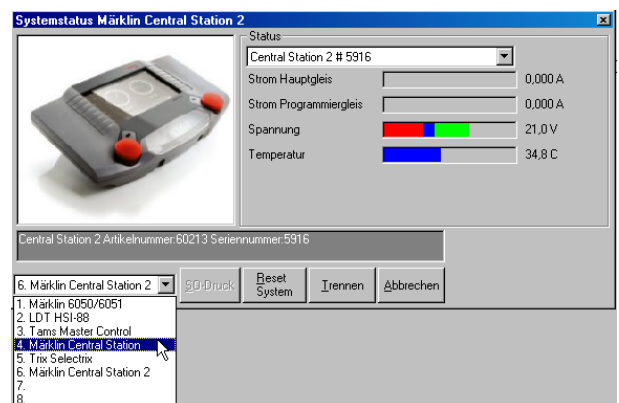 Systemstatus Märklin Central Station 2
Status
Central Station 2 # 5916
Strom Hauptgleis 0,000 A
Strom Programmiergleis 0,000 A
Spannung 21,0 V
Temperatur 34,8 C
Central Station 2 Artikelnummer:60213 Seriennummer:5916
6. Märklin Central Station 2
SO-Druck
Reset
System
Trennen
Abbrechen
1. Märklin 6050/6051
2. LDT HSI-88
3. Tams Master Control
4. Märklin Central Station
5. Trix Selectrix
6. Märklin Central Station 2
7.
8.